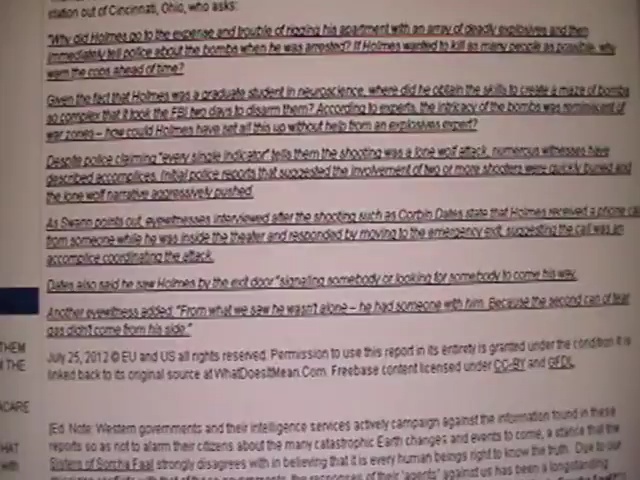 station out of Cincinnati, Ohio, who asks:
"Why did Holmes go to the expense and trouble of rigging his apartment with an array of deadly explosives and then
immediately tell police about the bombs when he was arrested? If Holmes wanted to kill as many people as possible, why
warn the cops ahead of time?
Given the fact that Holmes was a graduate student in neuroscience, where did he obtain the skills to create a maze of bombs
so complex that it took the FBI two days to disarm them? According to experts, the intricacy of the bombs was reminiscent of
war zones – how could Holmes have set all this up without help from an explosives expert?
Despite police claiming "every single indicator" tells them the shooting was a lone wolf attack, numerous witnesses have
described accomplices. Initial police reports that suggested the involvement of two or more shooters were quickly buried and
the lone wolf narrative aggressively pushed.
As Swann points out, eyewitnesses interviewed after the shooting such as Corbin Dates state that Holmes received a phone call
from someone while he was inside the theater and responded by moving to the emergency exit, suggesting the call was an
accomplice coordinating the attack.
Dates also said he saw Holmes by the exit door "signaling somebody or looking for somebody to come his way.
Another eyewitness added, "From what we saw he wasn't alone – he had someone with him. Because the second can of tear
gas didn't come from his side."
THEM
July 25, 2012 © EU and US all rights reserved. Permission to use this report in its entirety is granted under the condition it is
THE
linked back to its original source at WhatDoesItMean.Com. Freebase content licensed under CC-BY and GFDL.
ACARE
[Ed. Note: Western governments and their intelligence services actively campaign against the information found in these
HAT
reports so as not to alarm their citizens about the many catastrophic Earth changes and events to come, a stance that the
with
Sisters of Sorcha Faal strongly disagrees with in believing that it is every human beings right to know the truth. Due to our
responses of their 'agents' against us has been a longstanding